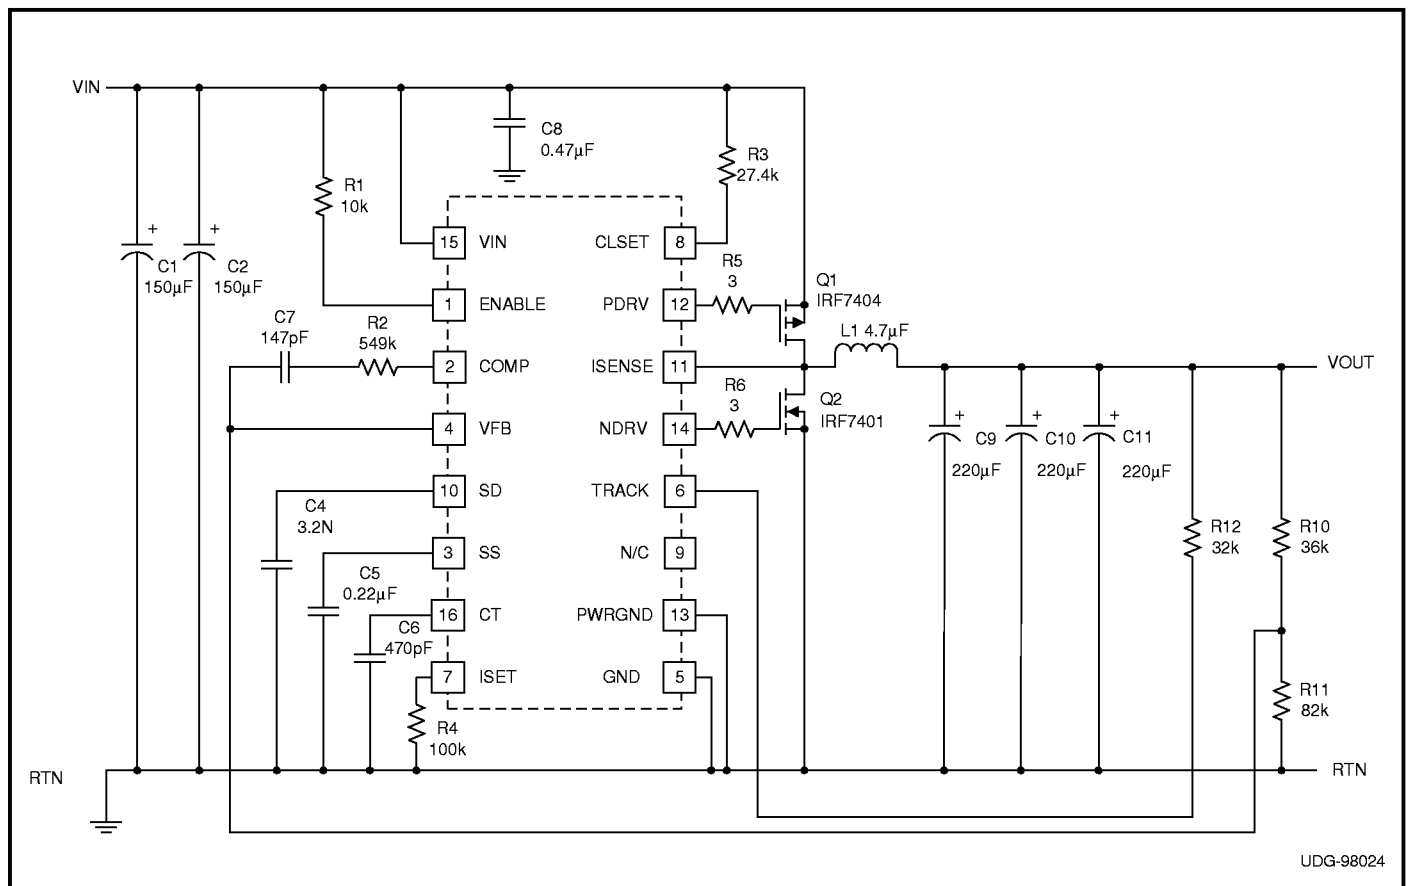 VIN
C8
0.47µF
R3
27.4k
R1
10k
+
+
C1
150µF
C2
150µF
15 VIN
CLSET 8
R5
3
Q1
IRF7404
1 ENABLE
PDRV 12
C7
147pF
R2
549k
L1 4.7µF
2 COMP
ISENSE 11
VOUT
R6
3
Q2
IRF7401
4 VFB
NDRV 14
+
+
+
C9
220µF
C10
220µF
C11
220µF
10 SD
TRACK 6
C4
3.2N
R12
32k
R10
36k
3 SS
N/C 9
C5
0.22µF
16 CT
PWRGND 13
C6
470pF
7 ISET
GND 5
R4
100k
R11
82k
RTN
RTN
UDG-98024